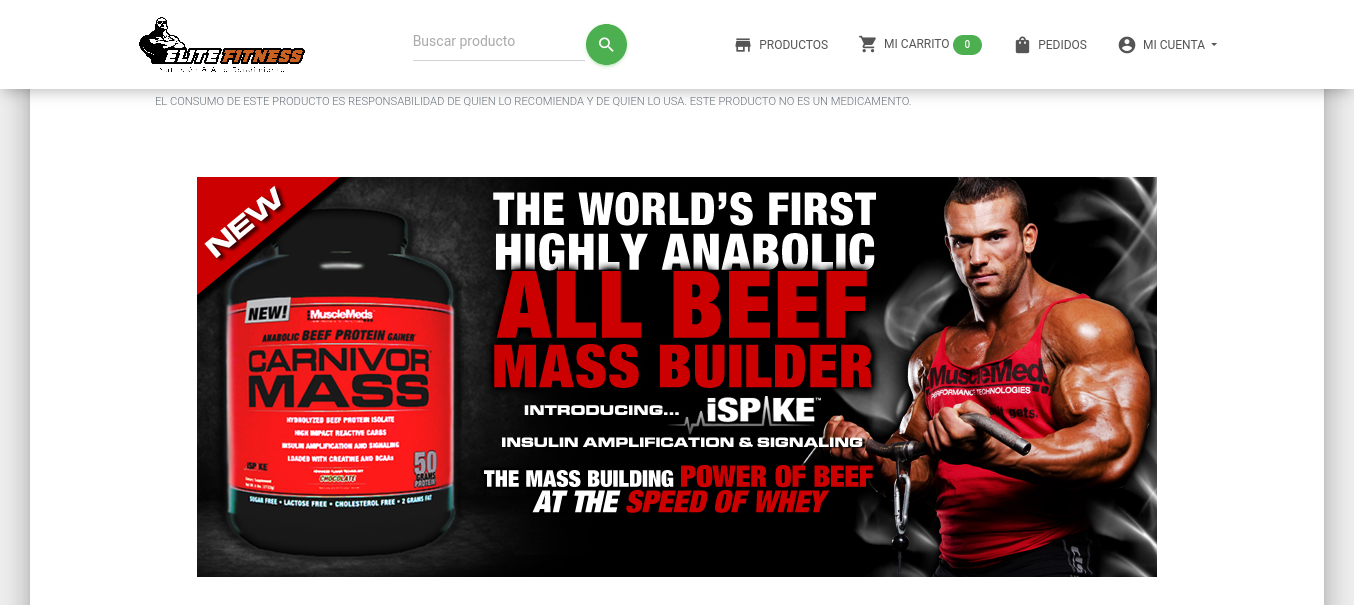 ELITE FITNESS
Buscar producto
PRODUCTOS
MI CARRITO 0
PEDIDOS
MI CUENTA
EL CONSUMO DE ESTE PRODUCTO ES RESPONSABILIDAD DE QUIEN LO RECOMIENDA Y DE QUIEN LO USA. ESTE PRODUCTO NO ES UN MEDICAMENTO.
NEW
NEW!
MuscleMeds
ANABOLIC BEEF PROTEIN GAINER
CARNIVOR
MASS
HYDROLYZED BEEF PROTEIN ISOLATE
HIGH IMPACT REACTIVE CARBS
INSULIN AMPLIFICATION AND SIGNALING
LOADED WITH CREATINE AND BCAAs
CHOCOLATE
50
GRAMS
PROTEIN
SUGAR FREE • LACTOSE FREE • CHOLESTEROL FREE • 2 GRAMS FAT
THE WORLD'S FIRST
HIGHLY ANABOLIC
ALL BEEF
MASS BUILDER
INTRODUCING... iSPIKE™
INSULIN AMPLIFICATION & SIGNALING
THE MASS BUILDING POWER OF BEEF
AT THE SPEED OF WHEY
MuscleMed
PERFORMANCE TECHNOLOGIES
gets.